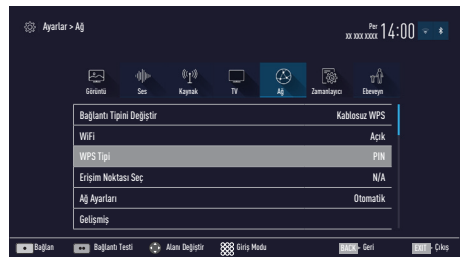 Ayarlar > Ağ
Per
xx xxx xxxx 14:00
Görüntü Ses Kaynak TV Ağ Zamanlayıcı Ebeveyn
Bağlantı Tipini Değiştir Kablosuz WPS
WiFi Açık
WPS Tipi PIN
Erişim Noktası Seç N/A
Ağ Ayarları Otomatik
Gelişmiş
Bağlan Bağlantı Testi Alanı Değiştir Giriş Modu BACK - Geri EXIT - Çıkış